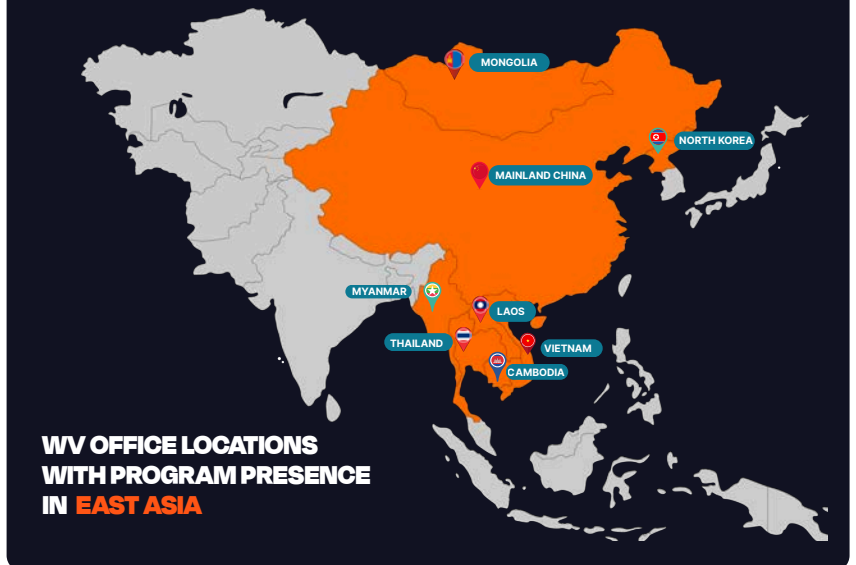 MONGOLIA
NORTH KOREA
MAINLAND CHINA
MYANMAR
LAOS
THAILAND
VIETNAM
CAMBODIA
WV OFFICE LOCATIONS
WITH PROGRAM PRESENCE
IN EAST ASIA